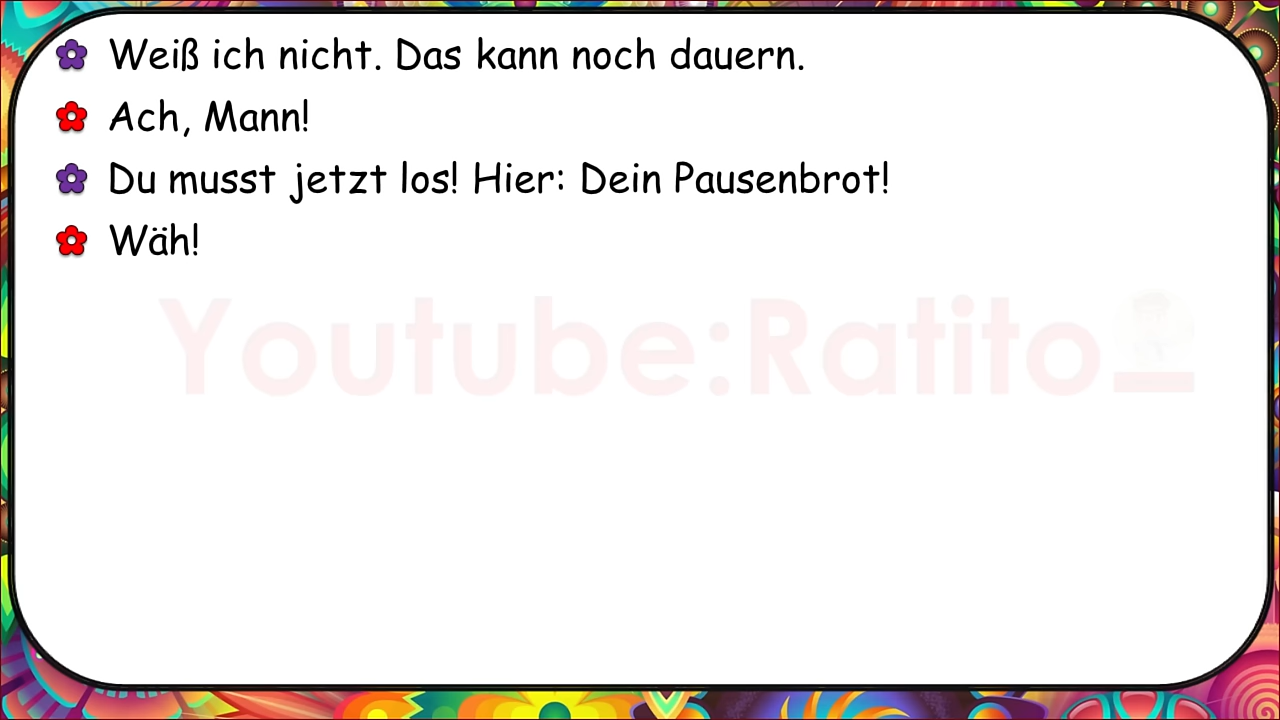 Weiß ich nicht. Das kann noch dauern.
Ach, Mann!
Du musst jetzt los! Hier: Dein Pausenbrot!
Wäh!
Youtube:Ratito